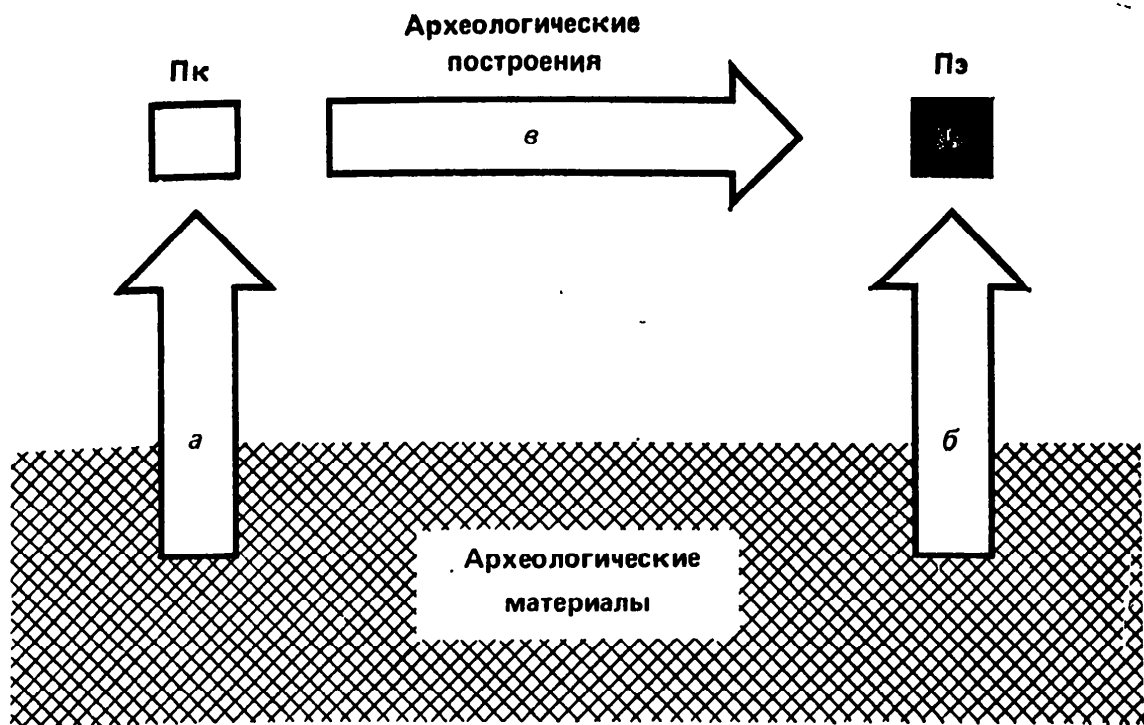 Археологические
построения
Пк
Пэ
в
а
б
Археологические
материалы